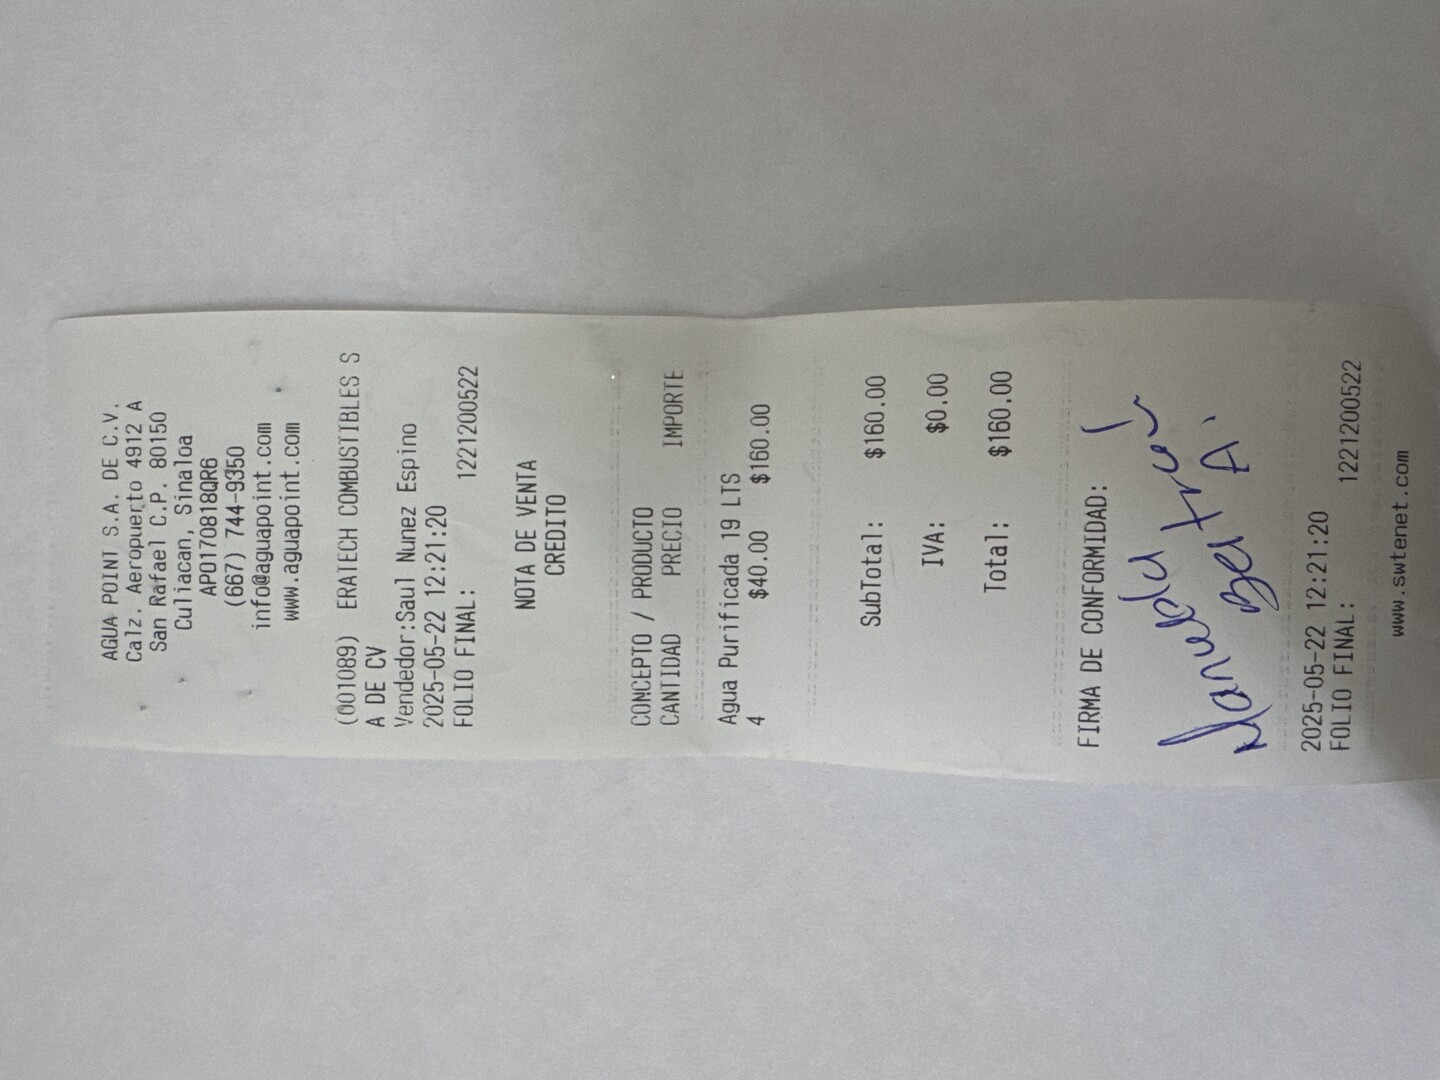 AGUA POINT S.A. DE C.V.
Calz. Aeropuerto 4912 A
San Rafael C.P. 80150
Culiacan, Sinaloa
APO170818QR6
(667) 744-9350
info@aguapoint.com
www.aguapoint.com
(001089) ERATECH COMBUSTIBLES S
A DE CV
Vendedor:Saul Nunez Espino
2025-05-22 12:21:20
FOLIO FINAL: 1221200522
NOTA DE VENTA
CREDITO
CONCEPTO / PRODUCTO
CANTIDAD PRECIO IMPORTE
Agua Purificada 19 LTS
4 $40.00 $160.00
SubTotal: $160.00
IVA: $0.00
Total: $160.00
FIRMA DE CONFORMIDAD:
A.
2025-05-22 12:21:20
FOLIO FINAL: 1221200522
www.swtenet.com